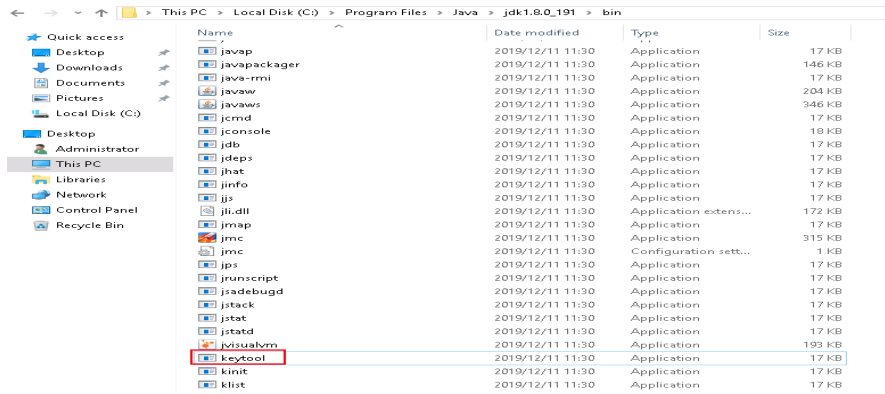 > This PC > Local Disk (C:) > Program Files > Java > jdk1.8.0_191 > bin
Quick access
Desktop
Downloads
Documents
Pictures
Local Disk (C:)
Desktop
Administrator
This PC
Libraries
Network
Control Panel
Recycle Bin
Name Date modified Type Size
javap 2019/12/11 11:30 Application 17 KB
javapackager 2019/12/11 11:30 Application 146 KB
java-rmi 2019/12/11 11:30 Application 17 KB
javaw 2019/12/11 11:30 Application 204 KB
javaws 2019/12/11 11:30 Application 346 KB
jcmd 2019/12/11 11:30 Application 17 KB
jconsole 2019/12/11 11:30 Application 18 KB
jdb 2019/12/11 11:30 Application 17 KB
jdeps 2019/12/11 11:30 Application 17 KB
jhat 2019/12/11 11:30 Application 17 KB
jinfo 2019/12/11 11:30 Application 17 KB
jjs 2019/12/11 11:30 Application 17 KB
jli.dll 2019/12/11 11:30 Application extens... 172 KB
jmap 2019/12/11 11:30 Application 17 KB
jmc 2019/12/11 11:30 Application 315 KB
jmc 2019/12/11 11:30 Configuration sett... 1 KB
jps 2019/12/11 11:30 Application 17 KB
jrunscript 2019/12/11 11:30 Application 17 KB
jsadebugd 2019/12/11 11:30 Application 17 KB
jstack 2019/12/11 11:30 Application 17 KB
jstat 2019/12/11 11:30 Application 17 KB
jstatd 2019/12/11 11:30 Application 17 KB
jvisualvm 2019/12/11 11:30 Application 193 KB
keytool 2019/12/11 11:30 Application 17 KB
kinit 2019/12/11 11:30 Application 17 KB
klist 2019/12/11 11:30 Application 17 KB